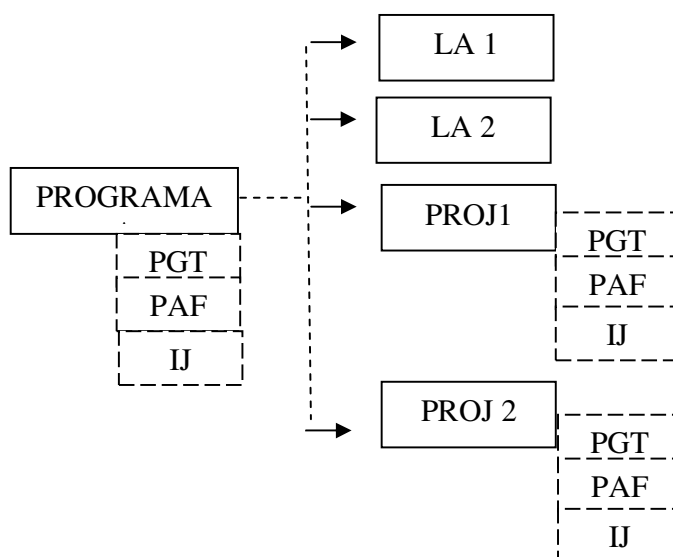 LA 1
LA 2
PROGRAMA
PGT
PAF
IJ
PROJ1
PGT
PAF
IJ
PROJ 2
PGT
PAF
IJ